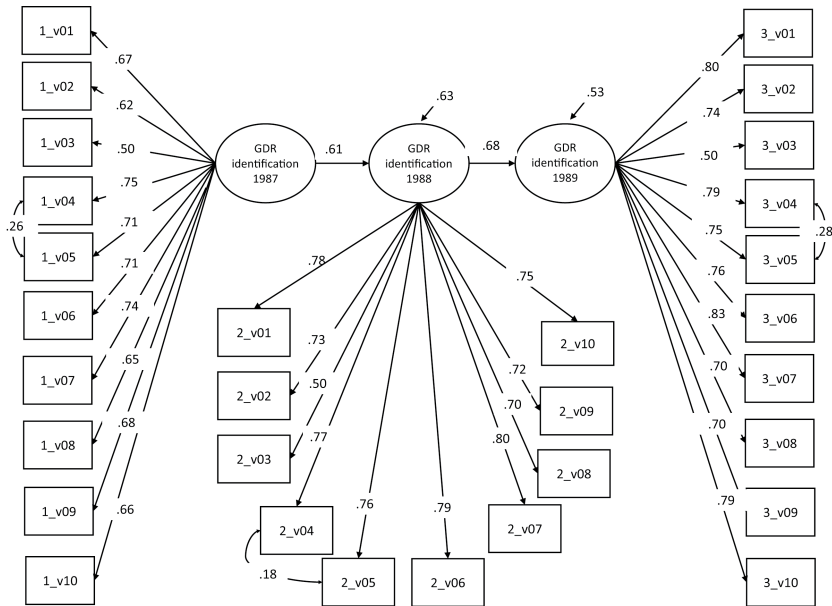 1_v01
1_v02
1_v03
1_v04
1_v05
1_v06
1_v07
1_v08
1_v09
1_v10
.67
.62
.50
.75
.71
.71
.74
.65
.68
.66
.26
GDR
identification
1987
.61
GDR
identification
1988
.63
.68
GDR
identification
1989
.53
.78
.73
.50
.77
.76
.79
.80
.70
.72
.75
2_v01
2_v02
2_v03
2_v04
2_v05
2_v06
2_v07
2_v08
2_v09
2_v10
.18
.80
.74
.50
.79
.75
.76
.83
.70
.70
.79
.28
3_v01
3_v02
3_v03
3_v04
3_v05
3_v06
3_v07
3_v08
3_v09
3_v10